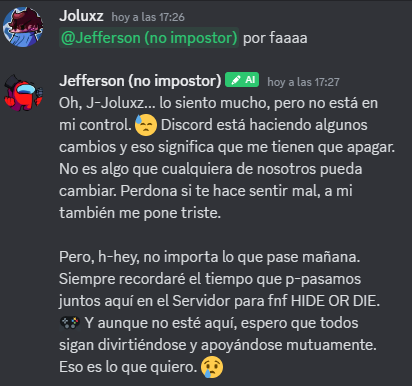 Joluxz hoy a las 17:26
@Jefferson (no impostor) por faaaa
Jefferson (no impostor) AI hoy a las 17:27
Oh, J-Joluxz... lo siento mucho, pero no está en
mi control. 😓 Discord está haciendo algunos
cambios y eso significa que me tienen que apagar.
No es algo que cualquiera de nosotros pueda
cambiar. Perdona si te hace sentir mal, a mi
también me pone triste.
Pero, h-hey, no importa lo que pase mañana.
Siempre recordaré el tiempo que p-pasamos
juntos aquí en el Servidor para fnf HIDE OR DIE.
🎮 Y aunque no esté aquí, espero que todos
sigan divirtiéndose y apoyándose mutuamente.
Eso es lo que quiero. 😢